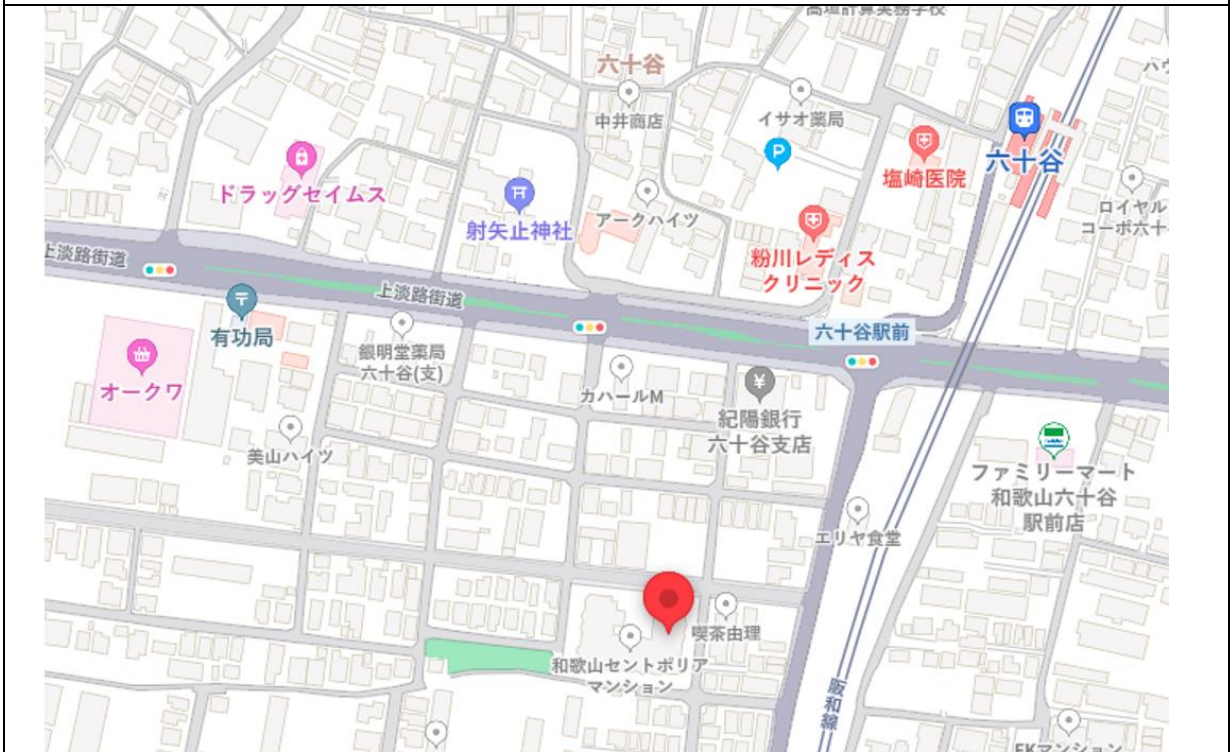 六十谷
中井商店
イサオ薬局
P
塩崎医院
六十谷
ドラッグセイムス
射矢止神社
アークハイツ
ロイヤル
コーポ六十
粉川レディス
クリニック
上淡路街道
上淡路街道
有功局
六十谷駅前
銀明堂薬局
六十谷(支)
オークワ
カハールM
紀陽銀行
六十谷支店
美山ハイツ
ファミリーマート
和歌山六十谷
駅前店
エリヤ食堂
喫茶由理
和歌山セントポリア
マンション
阪和線
EKマンション